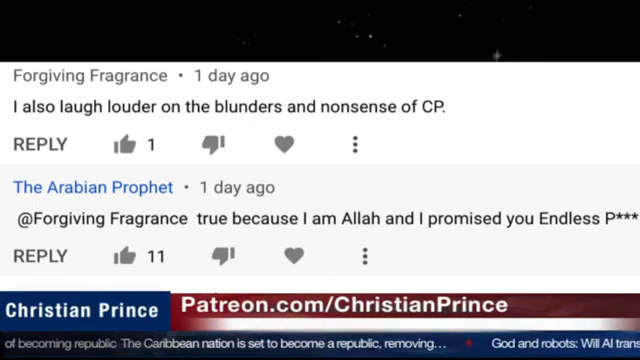 Forgiving Fragrance • 1 day ago
I also laugh louder on the blunders and nonsense of CP.
REPLY 1
The Arabian Prophet • 1 day ago
@Forgiving Fragrance true because I am Allah and I promised you Endless P***
REPLY 11
Christian Prince Patreon.com/ChristianPrince
of becoming republic The Caribbean nation is set to become a republic, removing… God and robots: Will AI trans